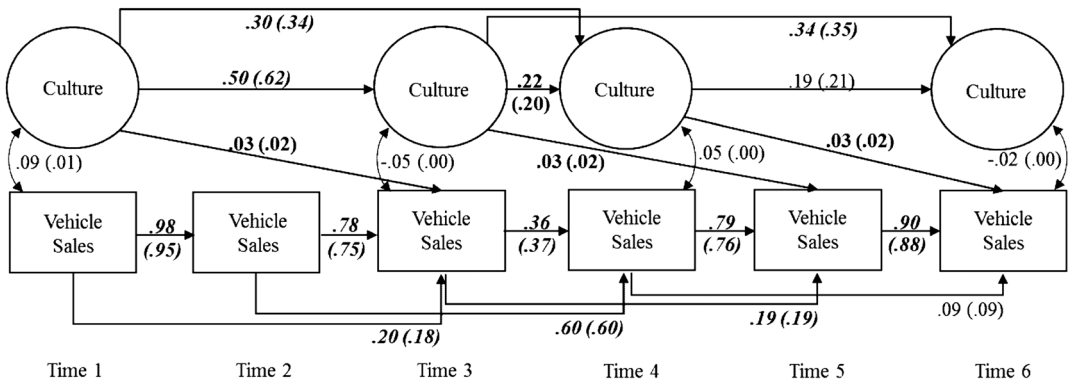 .30 (.34)
.34 (.35)
Culture
.50 (.62)
Culture
.22
(.20)
Culture
.19 (.21)
Culture
.09 (.01)
.03 (.02)
-.05 (.00)
.03 (.02)
.05 (.00)
.03 (.02)
-.02 (.00)
Vehicle
Sales
.98
(.95)
Vehicle
Sales
.78
(.75)
Vehicle
Sales
.36
(.37)
Vehicle
Sales
.79
(.76)
Vehicle
Sales
.90
(.88)
Vehicle
Sales
.20 (.18)
.60 (.60)
.19 (.19)
.09 (.09)
Time 1
Time 2
Time 3
Time 4
Time 5
Time 6